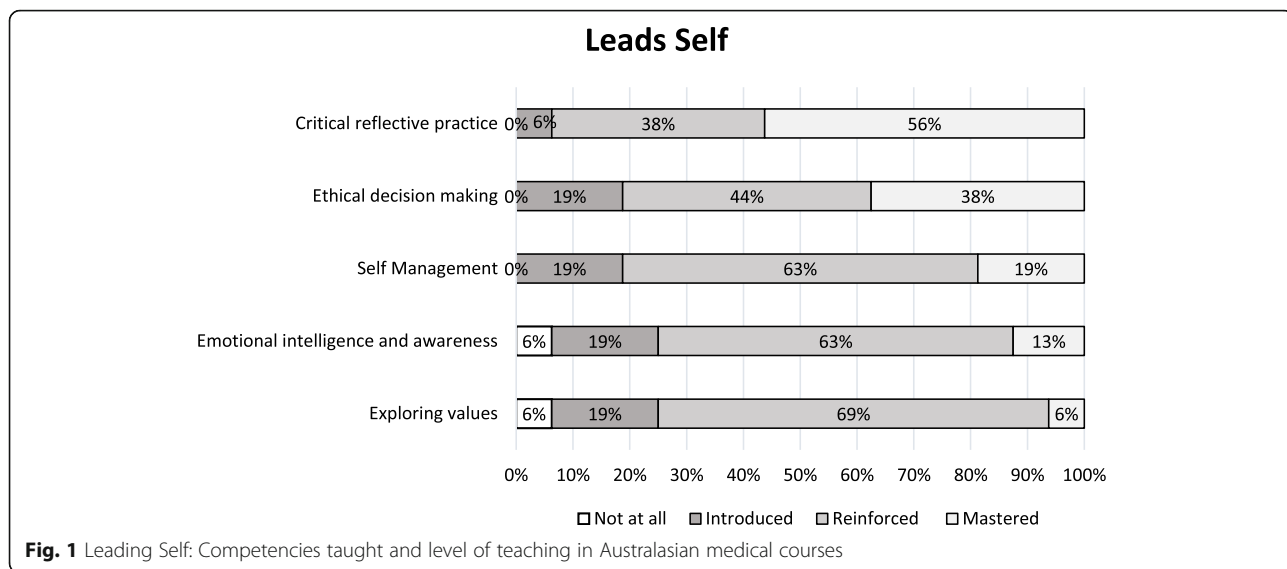 Leads Self
Critical reflective practice 0% 6% 38% 56%
Ethical decision making 0% 19% 44% 38%
Self Management 0% 19% 63% 19%
Emotional intelligence and awareness 6% 19% 63% 13%
Exploring values 6% 19% 69% 6%
0% 10% 20% 30% 40% 50% 60% 70% 80% 90% 100%
Not at all Introduced Reinforced Mastered
Fig. 1 Leading Self: Competencies taught and level of teaching in Australasian medical courses